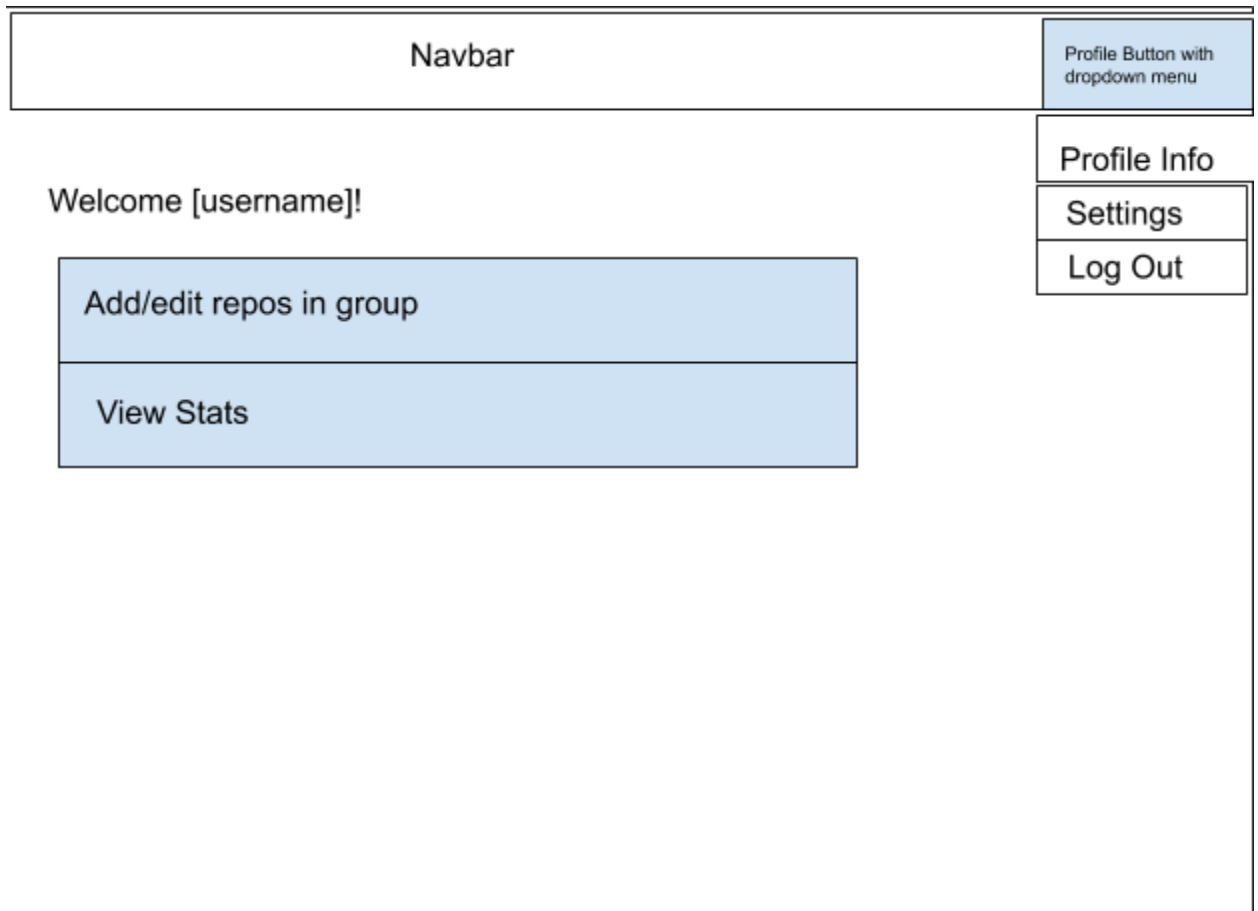 Navbar
Profile Button with
dropdown menu
Profile Info
Settings
Log Out
Welcome [username]!
Add/edit repos in group
View Stats